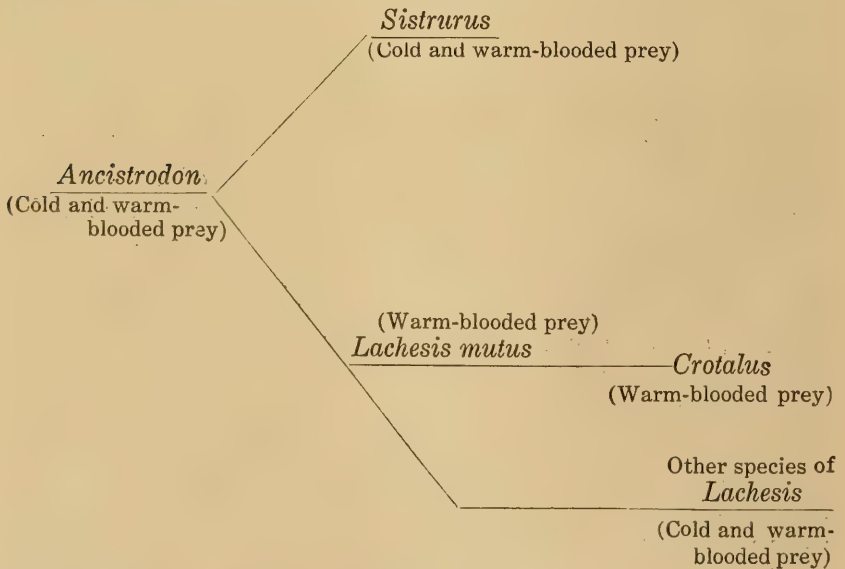 Sistrurus
(Cold and warm-blooded prey)
Ancistrodon
(Cold and warm-
blooded prey)
(Warm-blooded prey)
Lachesis mutus
Crotalus
(Warm-blooded prey)
Other species of
Lachesis
(Cold and warm-
blooded prey)